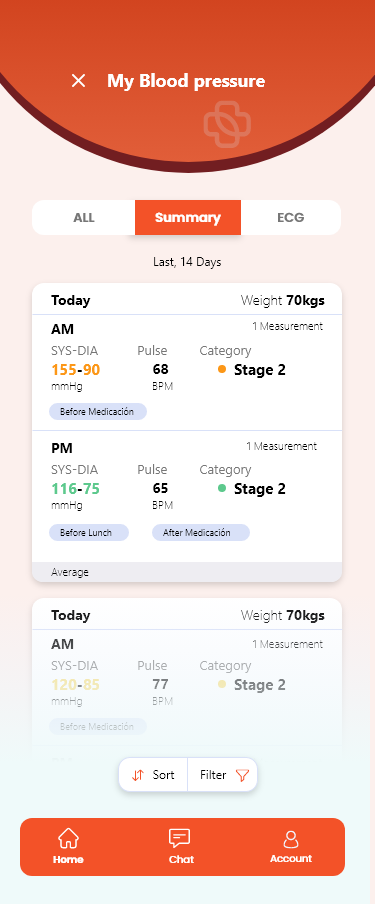 My Blood pressure
ALL Summary ECG
Last, 14 Days
Today Weight 70kgs
AM 1 Measurement
SYS-DIA Pulse Category
155-90 68 Stage 2
mmHg BPM
Before Medicación
PM 1 Measurement
SYS-DIA Pulse Category
116-75 65 Stage 2
mmHg BPM
Before Lunch After Medicación
Average
Today Weight 70kgs
AM 1 Measurement
SYS-DIA Pulse Category
120-85 77 Stage 2
mmHg BPM
Before Medicación
Sort Filter
Home Chat Account